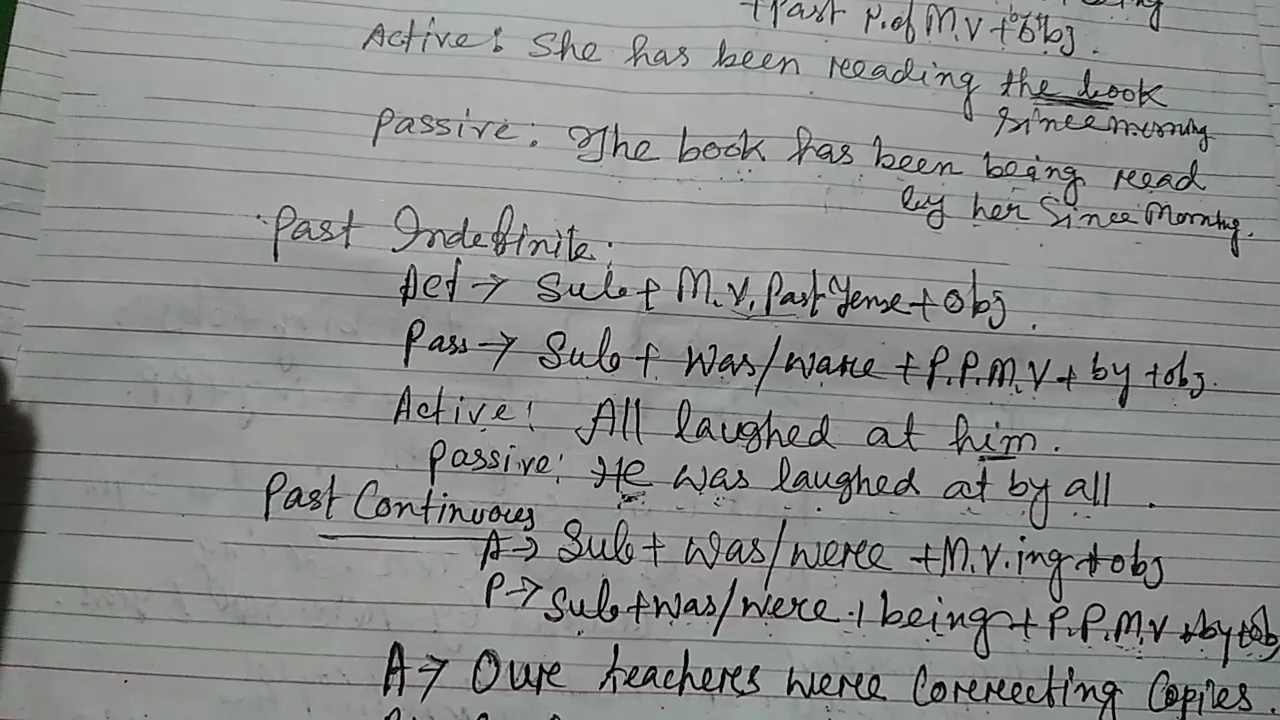 +Past P. of M.V + by + obj.
Active: She has been reading the book
Since morning
Passive: The book has been being read
by her Since Morning.
Past Indefinite:
Act → Sub + M.V. Past Tense + obj.
Pass → Sub + was/ware + P.P.M.V + by + obj.
Active: All laughed at him.
Passive: He was laughed at by all.
Past Continuous
A → Sub + was/were + M.V.ing + obj
P → Sub + was/were + being + P.P.M.V + by + ob
A → Our teachers were correcting Copies.